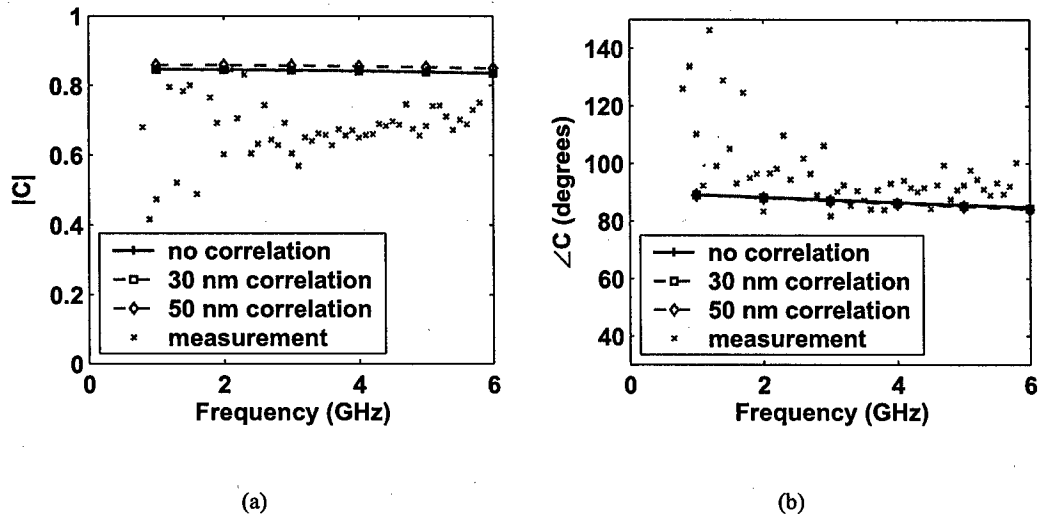 1
0.8
0.6
0.4
0.2
0
|C|
no correlation
30 nm correlation
50 nm correlation
measurement
0 2 4 6
Frequency (GHz)
(a)
140
120
100
80
60
40
∠C (degrees)
no correlation
30 nm correlation
50 nm correlation
measurement
0 2 4 6
Frequency (GHz)
(b)